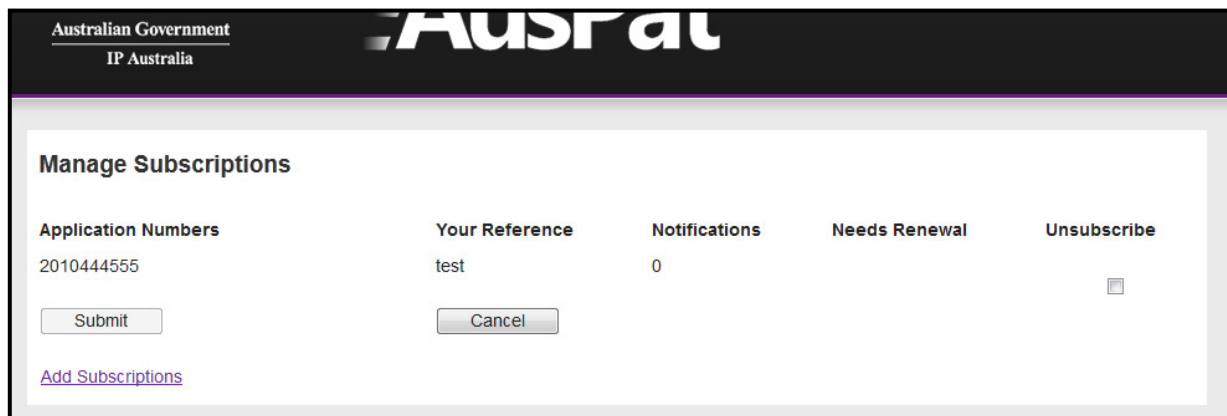 Australian Government
IP Australia
AusPat
Manage Subscriptions
Application Numbers Your Reference Notifications Needs Renewal Unsubscribe
2010444555 test 0
Submit Cancel
Add Subscriptions